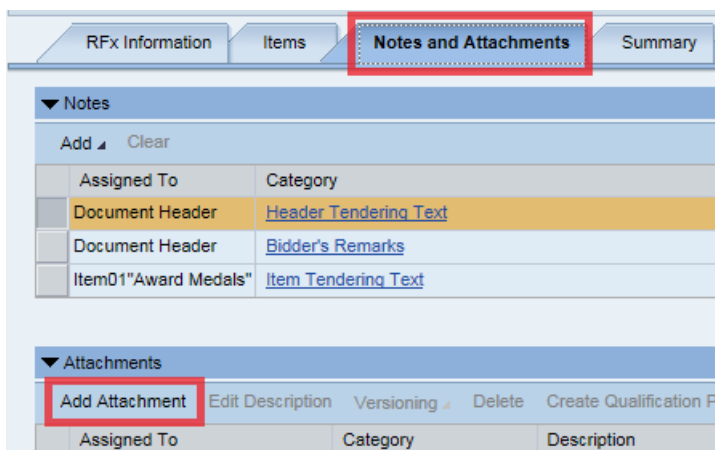 RFx Information Items Notes and Attachments Summary
Notes
Add Clear
Assigned To Category
Document Header Header Tendering Text
Document Header Bidder's Remarks
Item01"Award Medals" Item Tendering Text
Attachments
Add Attachment Edit Description Versioning Delete Create Qualification
Assigned To Category Description